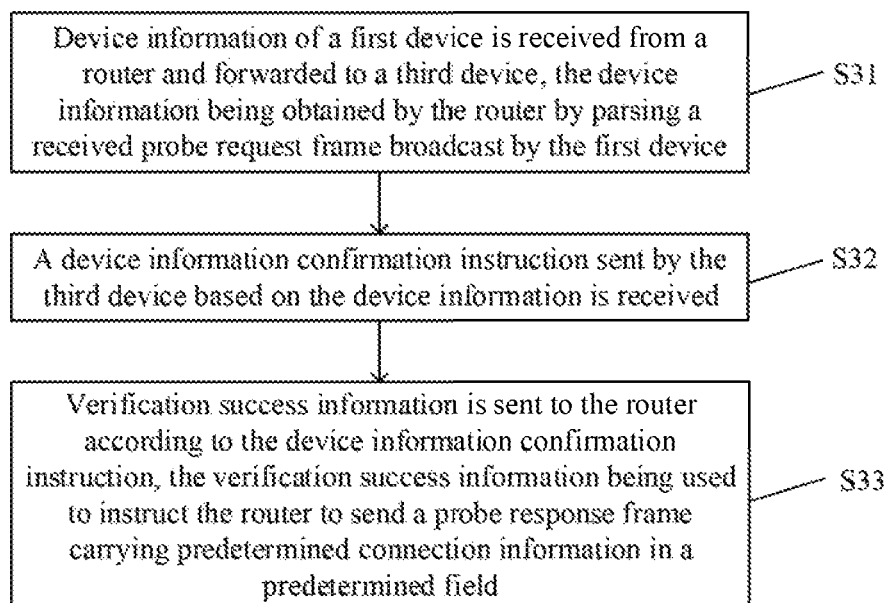 Device information of a first device is received from a
router and forwarded to a third device, the device
information being obtained by the router by parsing a
received probe request frame broadcast by the first device
S31
A device information confirmation instruction sent by the
third device based on the device information is received
S32
Verification success information is sent to the router
according to the device information confirmation
instruction, the verification success information being used
to instruct the router to send a probe response frame
carrying predetermined connection information in a
predetermined field
S33